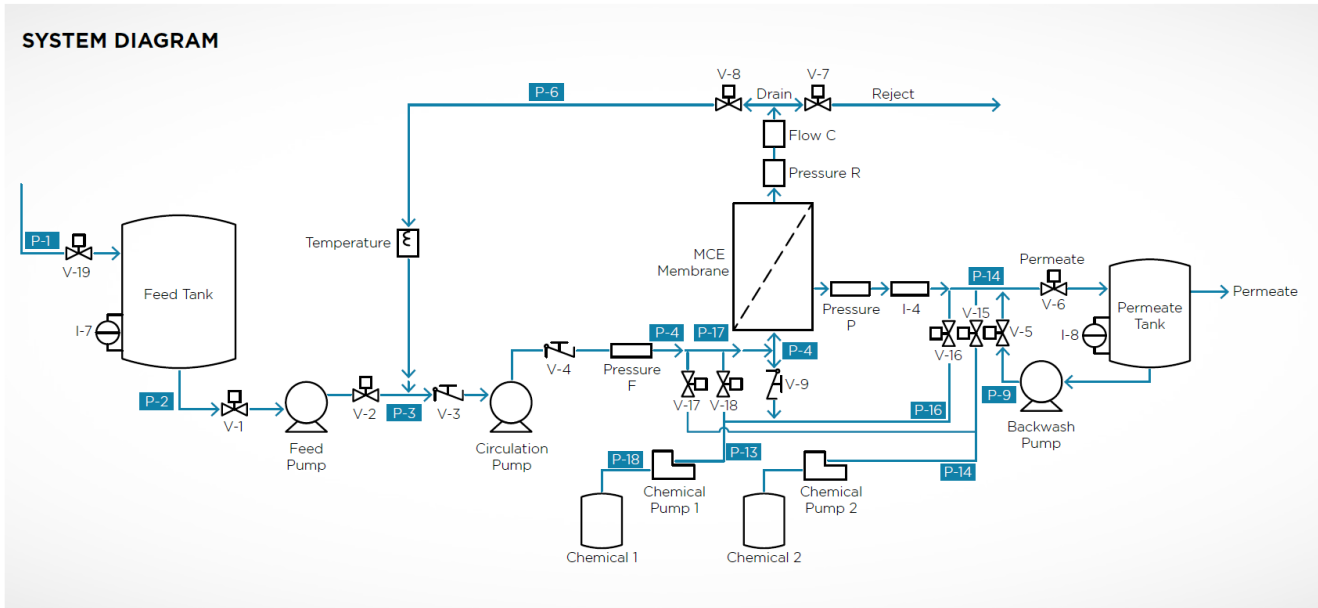 SYSTEM DIAGRAM
V-8
V-7
P-6
Drain
Reject
Flow C
Pressure R
P-1
V-19
Feed Tank
I-7
Temperature
MCE
Membrane
Pressure
P
I-4
P-14
Permeate
V-6
V-15
V-16
V-5
I-8
Permeate
Tank
Permeate
P-2
V-1
Feed
Pump
V-2
P-3
V-3
Circulation
Pump
V-4
Pressure
F
P-4
P-17
P-4
V-17
V-18
V-9
P-16
P-9
Backwash
Pump
P-18
P-13
Chemical
Pump 1
Chemical
Pump 2
P-14
Chemical 1
Chemical 2